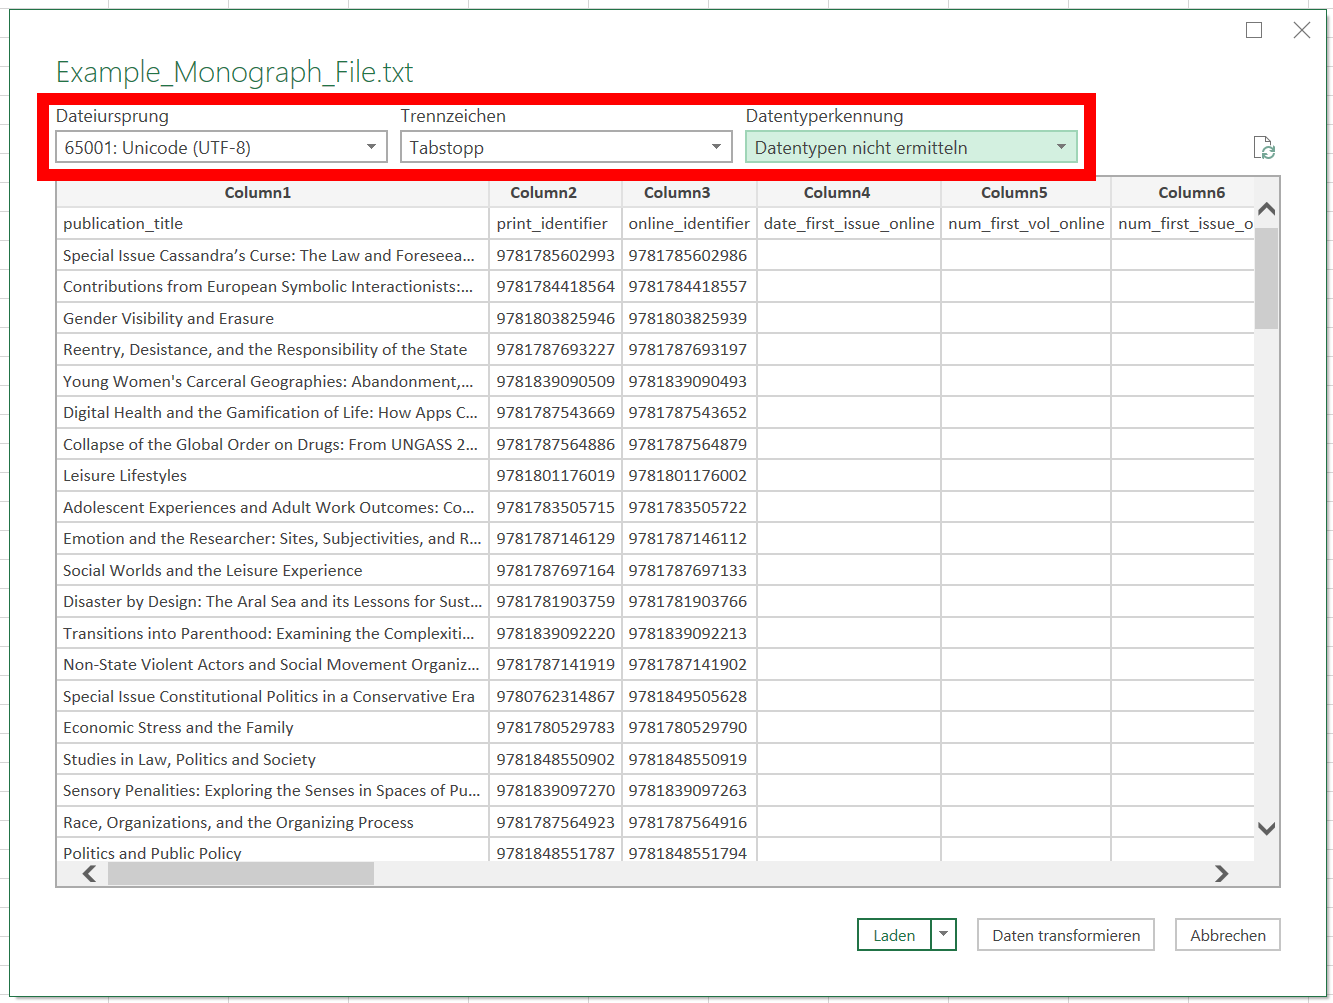 Example_Monograph_File.txt
Dateiursprung Trennzeichen Datentyperkennung
65001: Unicode (UTF-8) Tabstopp Datentypen nicht ermitteln
Column1 Column2 Column3 Column4 Column5 Column6
publication_title print_identifier online_identifier date_first_issue_online num_first_vol_online num_first_issue_o
Special Issue Cassandra’s Curse: The Law and Foreseea... 9781785602993 9781785602986
Contributions from European Symbolic Interactionists:... 9781784418564 9781784418557
Gender Visibility and Erasure 9781803825946 9781803825939
Reentry, Desistance, and the Responsibility of the State 9781787693227 9781787693197
Young Women's Carceral Geographies: Abandonment,... 9781839090509 9781839090493
Digital Health and the Gamification of Life: How Apps C... 9781787543669 9781787543652
Collapse of the Global Order on Drugs: From UNGASS 2... 9781787564886 9781787564879
Leisure Lifestyles 9781801176019 9781801176002
Adolescent Experiences and Adult Work Outcomes: Co... 9781783505715 9781783505722
Emotion and the Researcher: Sites, Subjectivities, and R... 9781787146129 9781787146112
Social Worlds and the Leisure Experience 9781787697164 9781787697133
Disaster by Design: The Aral Sea and its Lessons for Sust... 9781781903759 9781781903766
Transitions into Parenthood: Examining the Complexiti... 9781839092220 9781839092213
Non-State Violent Actors and Social Movement Organiz... 9781787141919 9781787141902
Special Issue Constitutional Politics in a Conservative Era 9780762314867 9781849505628
Economic Stress and the Family 9781780529783 9781780529790
Studies in Law, Politics and Society 9781848550902 9781848550919
Sensory Penalities: Exploring the Senses in Spaces of Pu... 9781839097270 9781839097263
Race, Organizations, and the Organizing Process 9781787564923 9781787564916
Politics and Public Policy 9781848551787 9781848551794
Laden Daten transformieren Abbrechen